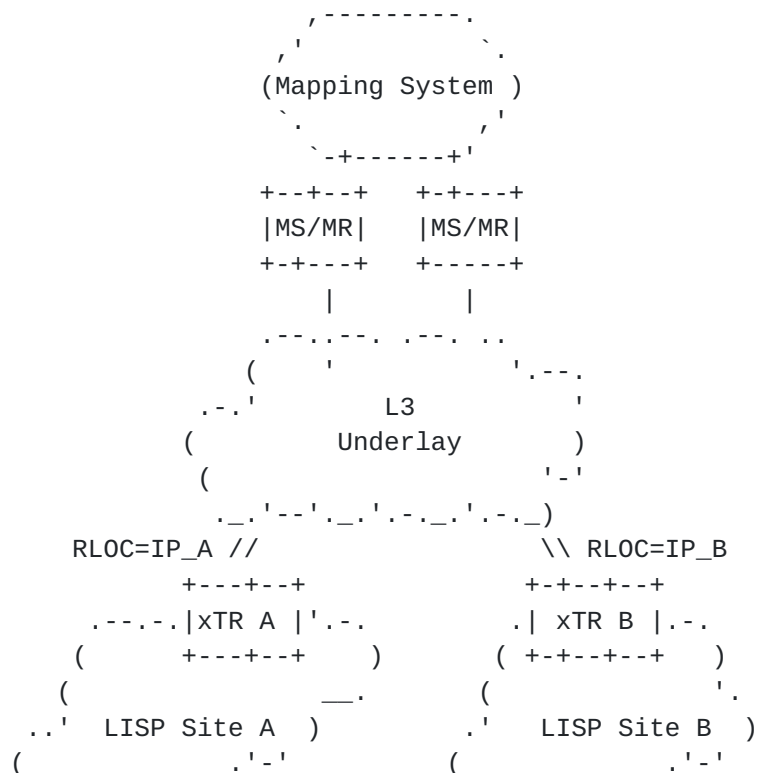 (Mapping System )
|MS/MR| |MS/MR|
L3
Underlay
RLOC=IP_A // \\ RLOC=IP_B
|xTR A | | xTR B |
LISP Site A ) LISP Site B )